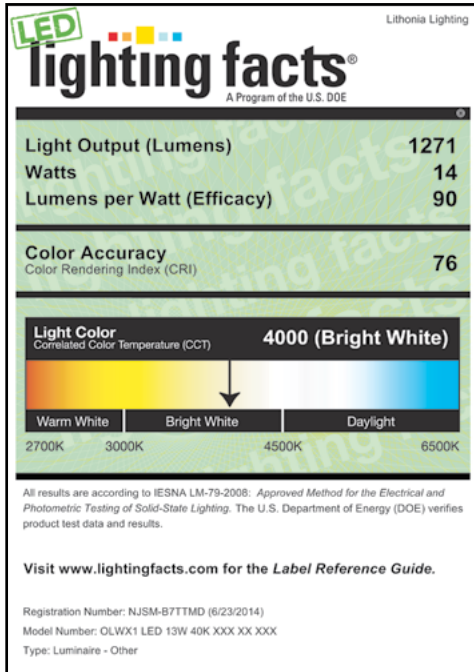 Lithonia Lighting
LED
lighting facts®
A Program of the U.S. DOE
Light Output (Lumens) 1271
Watts 14
Lumens per Watt (Efficacy) 90
Color Accuracy
Color Rendering Index (CRI) 76
Light Color
Correlated Color Temperature (CCT) 4000 (Bright White)
Warm White Bright White Daylight
2700K 3000K 4500K 6500K
All results are according to IESNA LM-79-2008: Approved Method for the Electrical and
Photometric Testing of Solid-State Lighting. The U.S. Department of Energy (DOE) verifies
product test data and results.
Visit www.lightingfacts.com for the Label Reference Guide.
Registration Number: NJSM-B7TTMD (6/23/2014)
Model Number: OLWX1 LED 13W 40K XXX XX XXX
Type: Luminaire - Other